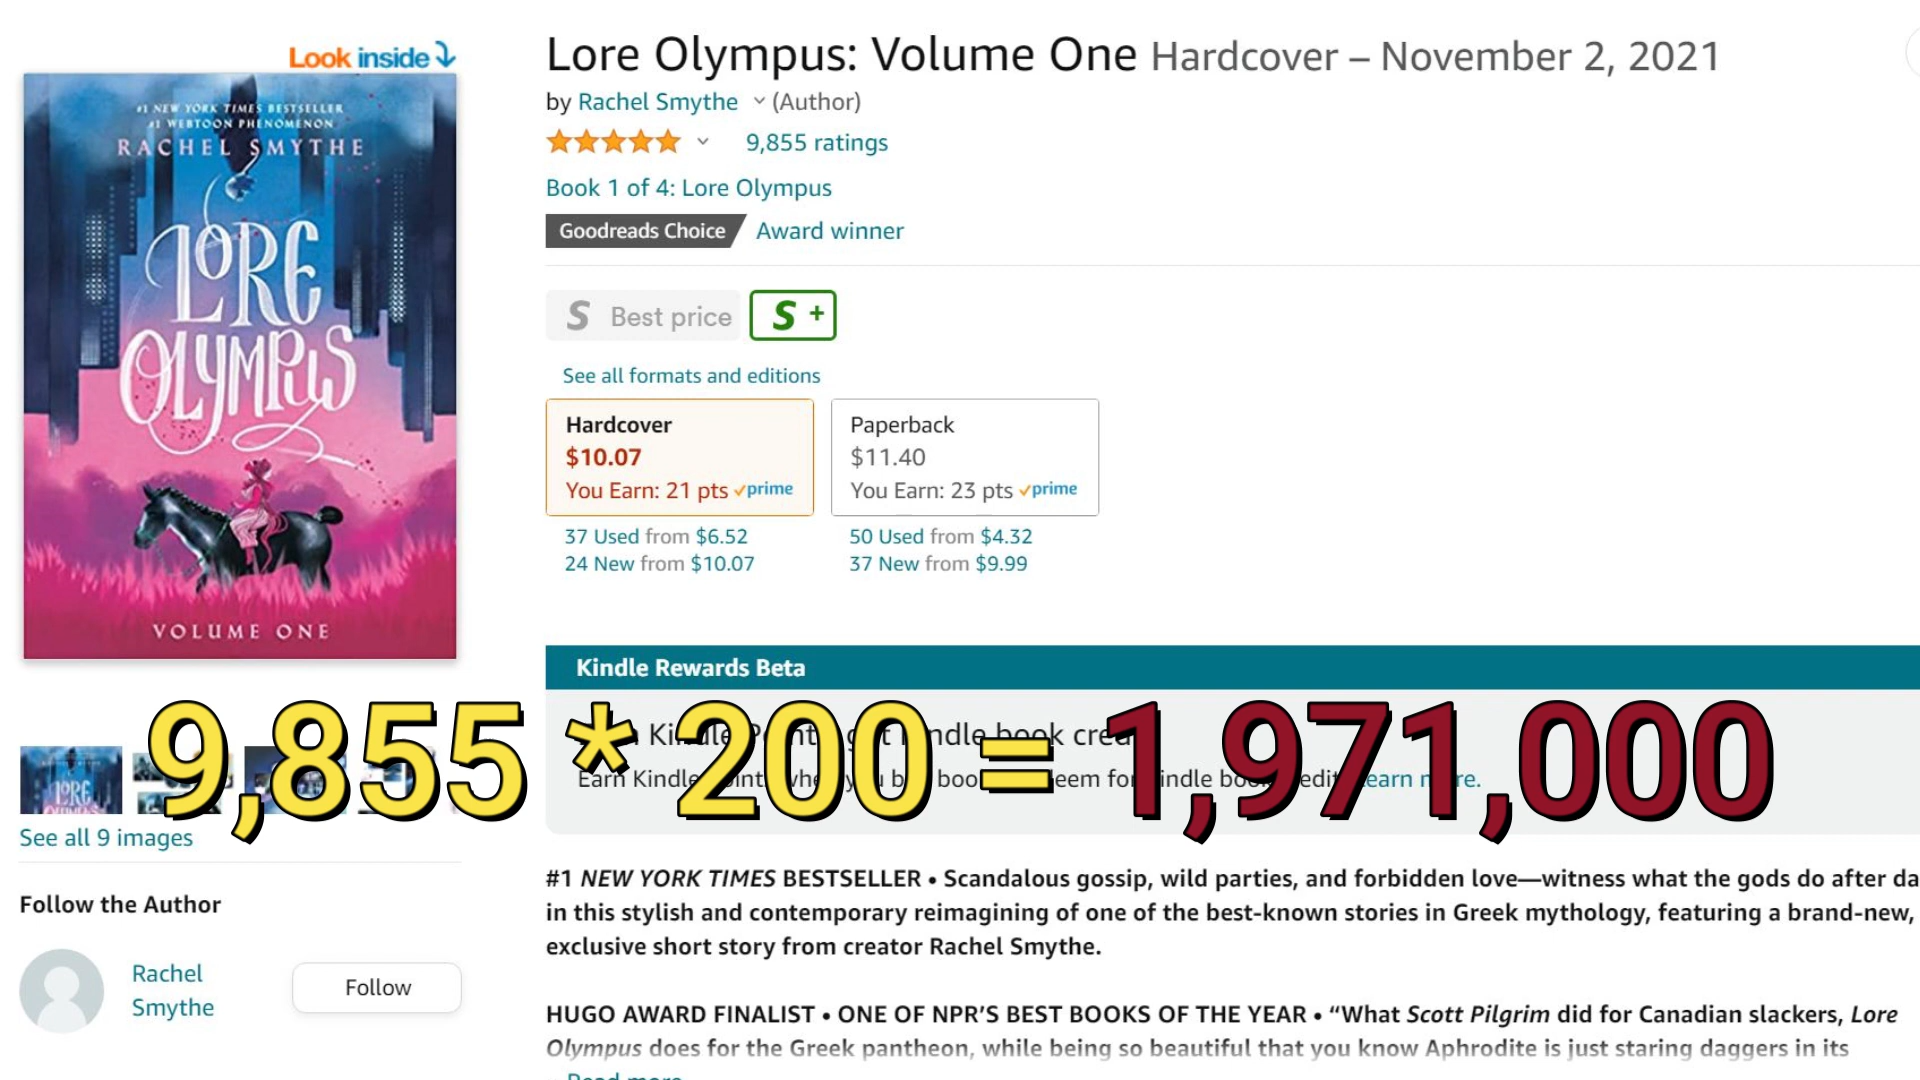 Look inside
#1 NEW YORK TIMES BESTSELLER
#1 WEBTOON PHENOMENON
RACHEL SMYTHE
LORE
OLYMPUS
VOLUME ONE
See all 9 images
Follow the Author
Rachel
Smythe
Follow
Lore Olympus: Volume One Hardcover – November 2, 2021
by Rachel Smythe (Author)
9,855 ratings
Book 1 of 4: Lore Olympus
Goodreads Choice Award winner
S Best price S +
See all formats and editions
Hardcover
$10.07
You Earn: 21 pts prime
37 Used from $6.52
24 New from $10.07
Paperback
$11.40
You Earn: 23 pts prime
50 Used from $4.32
37 New from $9.99
Kindle Rewards Beta
9,855 * 200 = 1,971,000
book
Earn Kindle
#1 NEW YORK TIMES BESTSELLER • Scandalous gossip, wild parties, and forbidden love—witness what the gods do after
in this stylish and contemporary reimagining of one of the best-known stories in Greek mythology, featuring a brand-new,
exclusive short story from creator Rachel Smythe.
HUGO AWARD FINALIST • ONE OF NPR’S BEST BOOKS OF THE YEAR • “What Scott Pilgrim did for Canadian slackers, Lore
Olympus does for the Greek pantheon, while being so beautiful that you know Aphrodite is just staring daggers in its
Read more